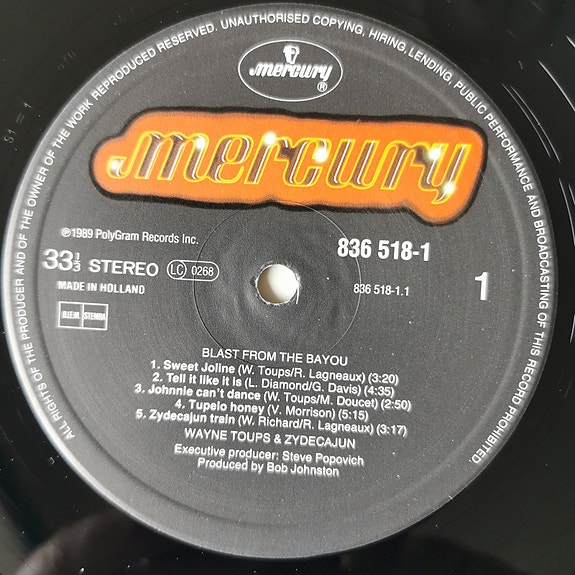 ALL RIGHTS OF THE PRODUCER AND OF THE OWNER OF THE WORK REPRODUCED RESERVED. UNAUTHORISED COPYING, HIRING, LENDING, PUBLIC PERFORMANCE AND BROADCASTING OF THIS RECORD PROHIBITED
mercury ®
mercury
℗1989 PolyGram Records Inc.
836 518-1
33⅓ STEREO LC 0268
836 518-1.1
1
MADE IN HOLLAND
B.I.E.M. STEMRA
BLAST FROM THE BAYOU
1. Sweet Joline (W. Toups/R. Lagneaux) (3:20)
2. Tell it like it is (L. Diamond/G. Davis) (4:35)
3. Johnnie can't dance (W. Toups/M. Doucet) (2:50)
4. Tupelo honey (V. Morrison) (5:15)
5. Zydecajun train (W. Richard/R. Lagneaux) (3:17)
WAYNE TOUPS & ZYDECAJUN
Executive producer: Steve Popovich
Produced by Bob Johnston